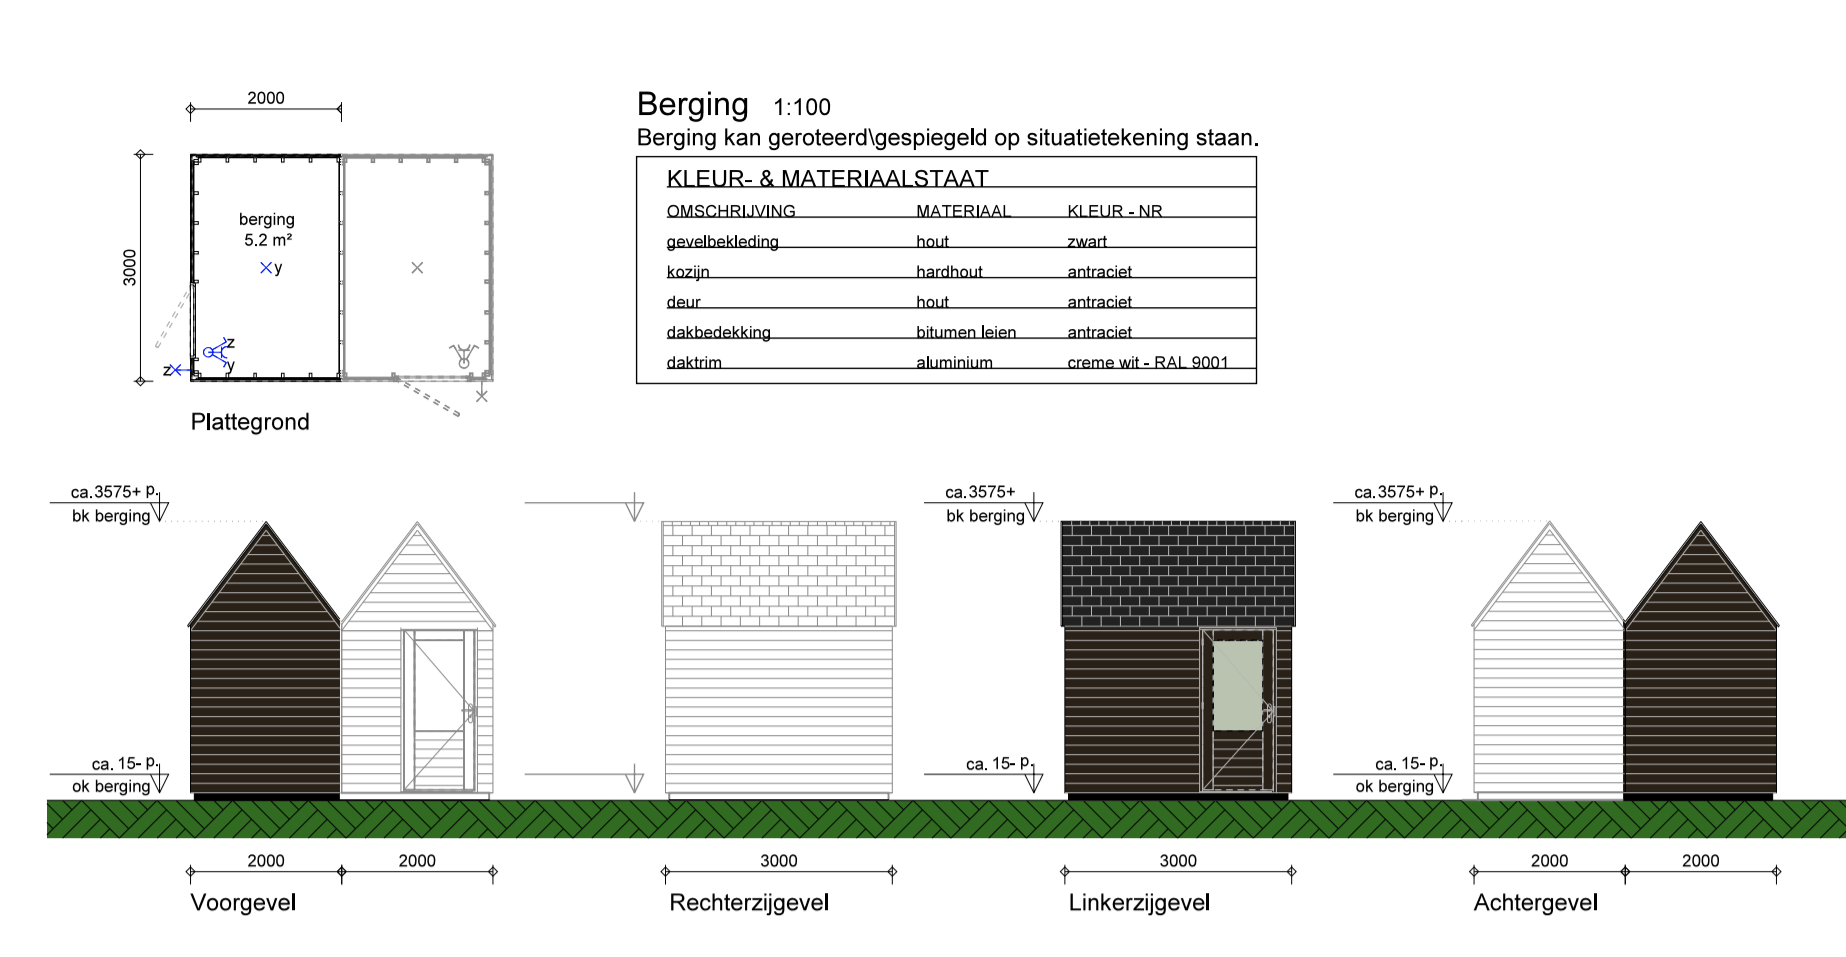 2000
3000
berging
5.2 m²
y
z
y
z
Plattegrond
Berging 1:100
Berging kan geroteerd\gespiegeld op situatietekening staan.
KLEUR- & MATERIAALSTAAT
OMSCHRIJVING MATERIAAL KLEUR - NR
gevelbekleding hout zwart
kozijn hardhout antraciet
deur hout antraciet
dakbedekking bitumen leien antraciet
daktrim aluminium creme wit - RAL 9001
ca.3575+ p.
bk berging
ca. 15- p.
ok berging
2000 2000
Voorgevel
3000
Rechterzijgevel
ca.3575+
bk berging
ca. 15- p.
3000
Linkerzijgevel
ca.3575+ p.
bk berging
ca. 15- p.
ok berging
2000 2000
Achtergevel